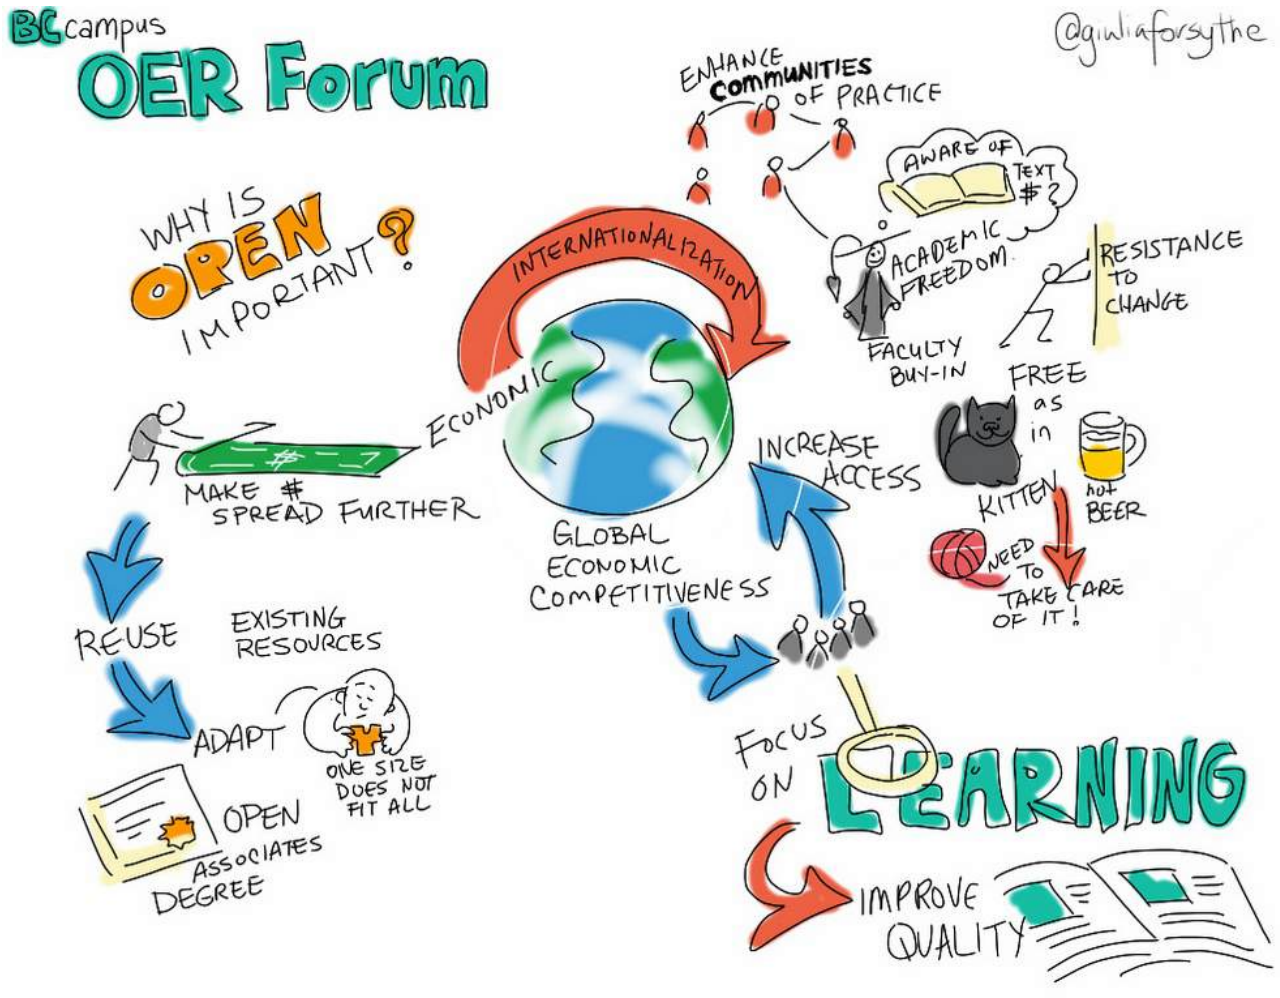 BCcampus
OER Forum
@giuliaforsythe
WHY IS
OPEN
IMPORTANT?
ENHANCE
COMMUNITIES
OF PRACTICE
AWARE OF
TEXT
$?
ACADEMIC
FREEDOM.
FACULTY
BUY-IN
RESISTANCE
TO
CHANGE
INTERNATIONALIZATION
ECONOMIC
$
MAKE $
SPREAD FURTHER
GLOBAL
ECONOMIC
COMPETITIVENESS
INCREASE
ACCESS
FREE
as
in
KITTEN
not
BEER
NEED
TO
TAKE CARE
OF IT!
REUSE
EXISTING
RESOURCES
ADAPT
ONE SIZE
DOES NOT
FIT ALL
OPEN
ASSOCIATES
DEGREE
FOCUS
ON
LEARNING
IMPROVE
QUALITY